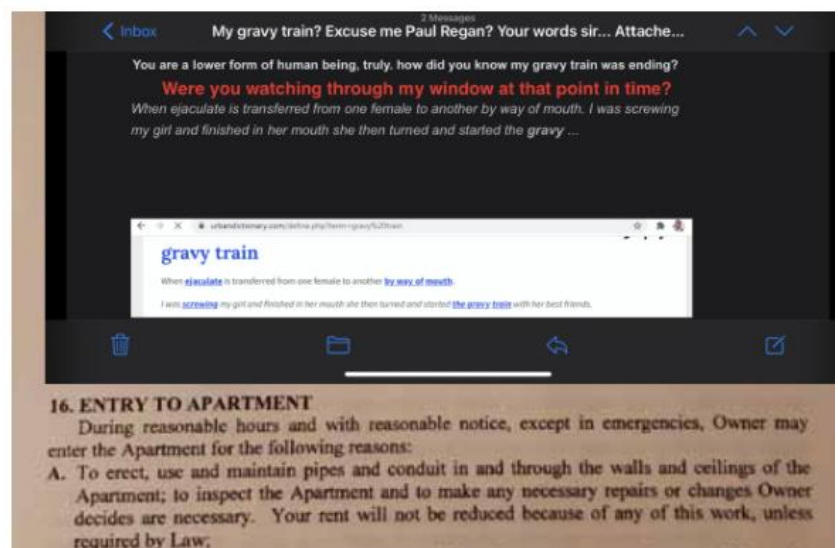 2 Messages
Inbox
My gravy train? Excuse me Paul Regan? Your words sir... Attache...
You are a lower form of human being, truly. how did you know my gravy train was ending?
Were you watching through my window at that point in time?
When ejaculate is transferred from one female to another by way of mouth. I was screwing
my girl and finished in her mouth she then turned and started the gravy ...
urbandictionary.com/define.php?term=gravy%20train
gravy train
When ejaculate is transferred from one female to another by way of mouth.
I was screwing my girl and finished in her mouth she then turned and started the gravy train with her best friends.
16. ENTRY TO APARTMENT
During reasonable hours and with reasonable notice, except in emergencies, Owner may
enter the Apartment for the following reasons:
A. To erect, use and maintain pipes and conduit in and through the walls and ceilings of the
Apartment; to inspect the Apartment and to make any necessary repairs or changes Owner
decides are necessary. Your rent will not be reduced because of any of this work, unless
required by Law;